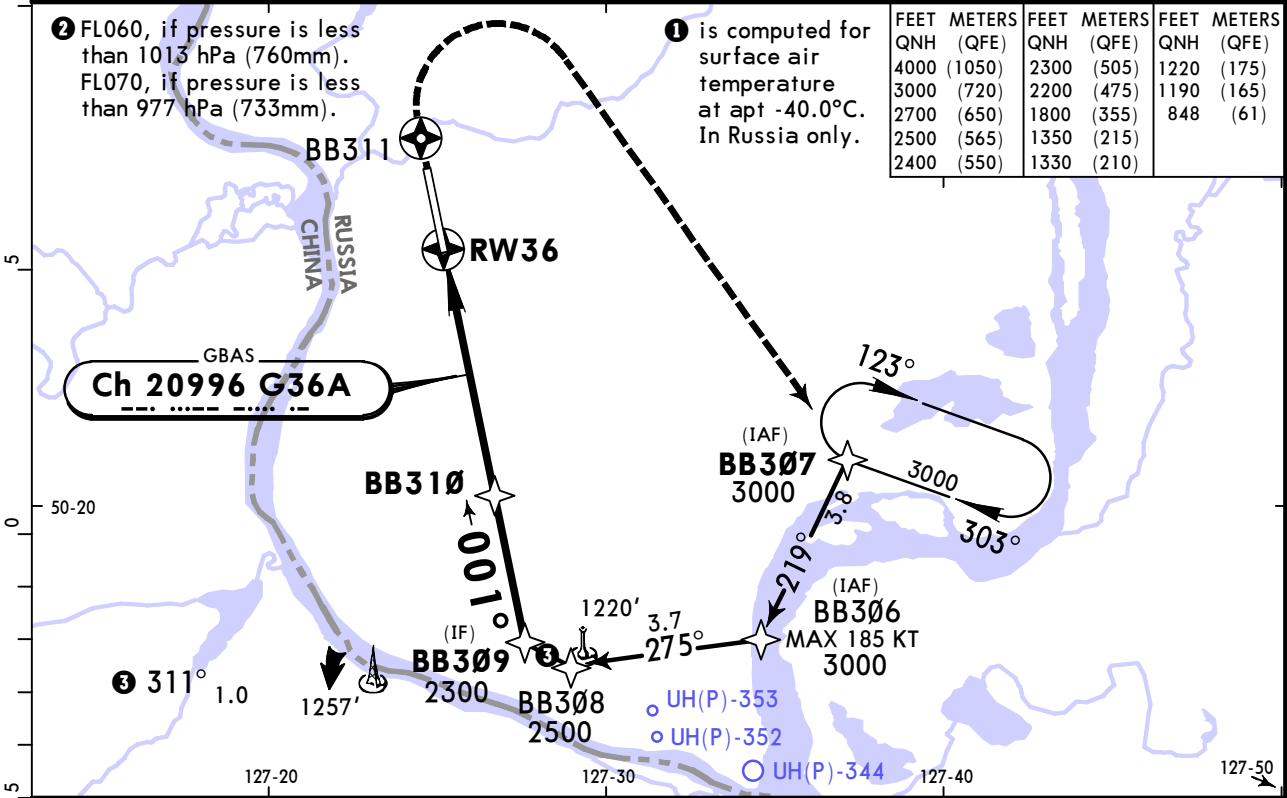 ❷ FL060, if pressure is less
than 1013 hPa (760mm).
FL070, if pressure is less
than 977 hPa (733mm).
❶ is computed for
surface air
temperature
at apt -40.0°C.
In Russia only.
FEET METERS FEET METERS FEET METERS
QNH (QFE) QNH (QFE) QNH (QFE)
4000 (1050) 2300 (505) 1220 (175)
3000 (720) 2200 (475) 1190 (165)
2700 (650) 1800 (355) 848 (61)
2500 (565) 1350 (215)
2400 (550) 1330 (210)
BB311
RUSSIA
CHINA
RW36
5
GBAS
Ch 20996 G36A
123°
(IAF)
BB3Ø7
3000
3000
303°
3.8
219°
BB31Ø
50-20
0
001°
(IAF)
BB3Ø6
MAX 185 KT
3000
1220'
3.7
275°
(IF)
BB3Ø9
2300
❸
BB3Ø8
2500
❸ 311° 1.0
1257'
UH(P)-353
UH(P)-352
UH(P)-344
5
127-20
127-30
127-40
127-50